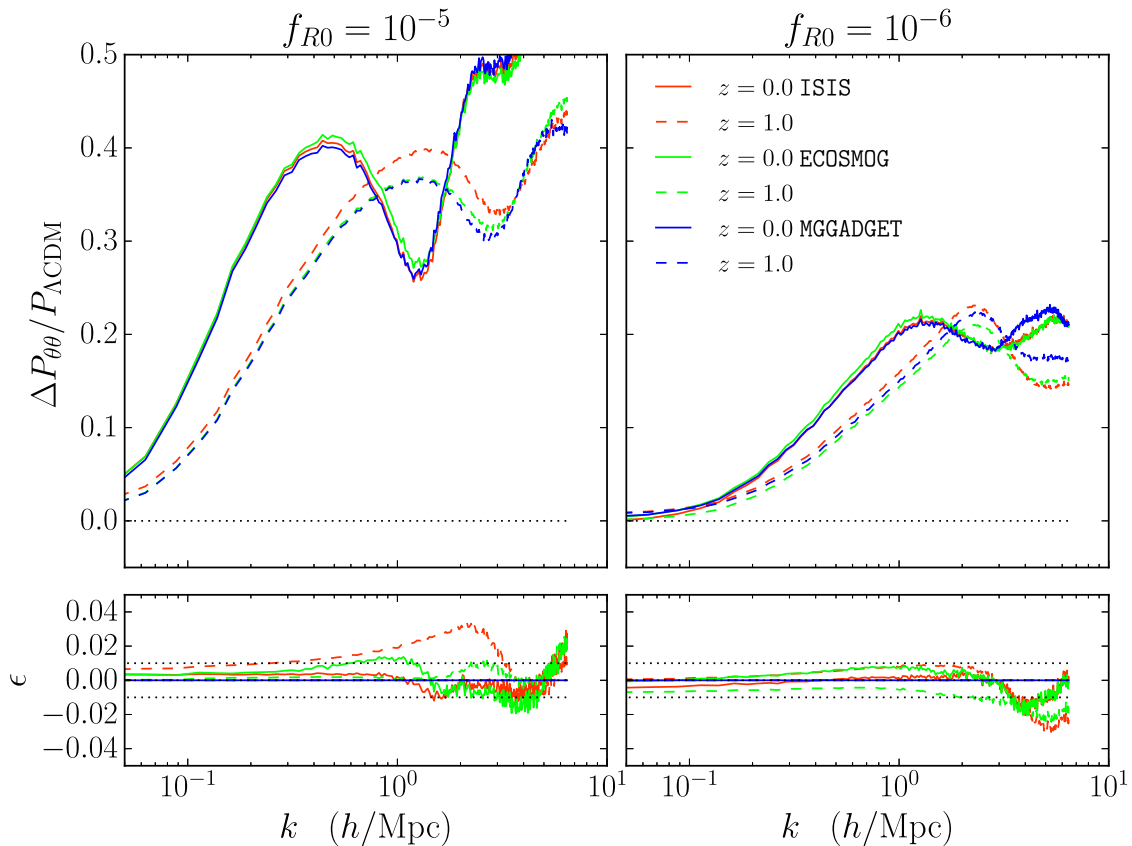 f_{R0} = 10^{-5}
f_{R0} = 10^{-6}
ΔP_{θθ}/P_{ΛCDM}
0.5
0.4
0.3
0.2
0.1
0.0
z = 0.0 ISIS
z = 1.0
z = 0.0 ECOSMOG
z = 1.0
z = 0.0 MGGADGET
z = 1.0
ϵ
0.04
0.02
0.00
−0.02
−0.04
10^{-1}
10^{0}
10^{1}
10^{-1}
10^{0}
10^{1}
k (h/Mpc)
k (h/Mpc)